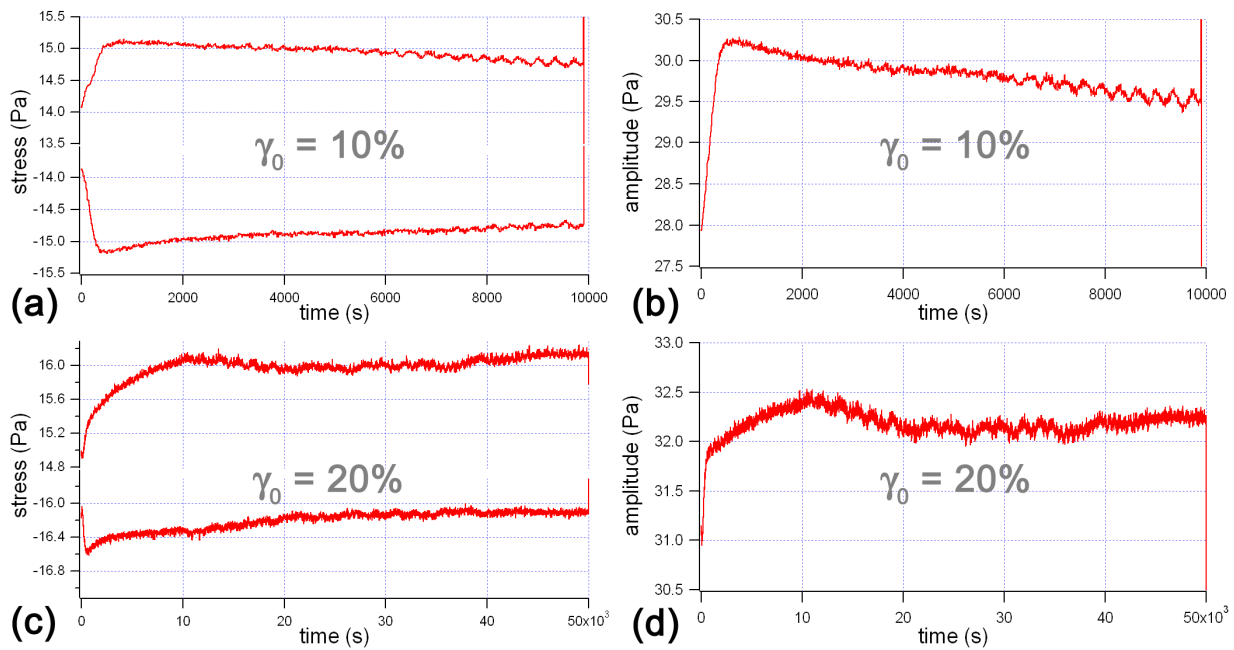 15.5
15.0
14.5
14.0
13.5
-14.0
-14.5
-15.0
-15.5
stress (Pa)
γ0 = 10%
0
2000
4000
6000
8000
10000
time (s)
(a)
30.5
30.0
29.5
29.0
28.5
28.0
27.5
amplitude (Pa)
γ0 = 10%
0
2000
4000
6000
8000
10000
time (s)
(b)
16.0
15.6
15.2
14.8
-16.0
-16.4
-16.8
stress (Pa)
γ0 = 20%
0
10
20
30
40
50x10³
time (s)
(c)
33.0
32.5
32.0
31.5
31.0
30.5
amplitude (Pa)
γ0 = 20%
0
10
20
30
40
50x10³
time (s)
(d)